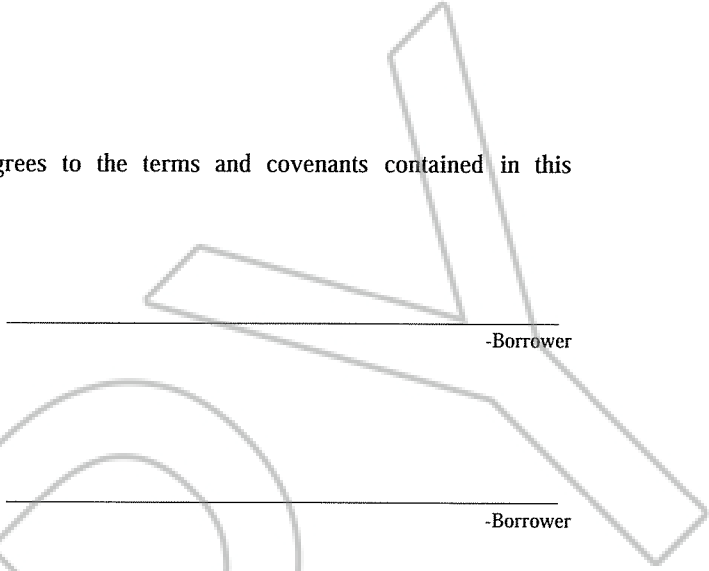 grees to the terms and covenants contained in this
-Borrower
-Borrower